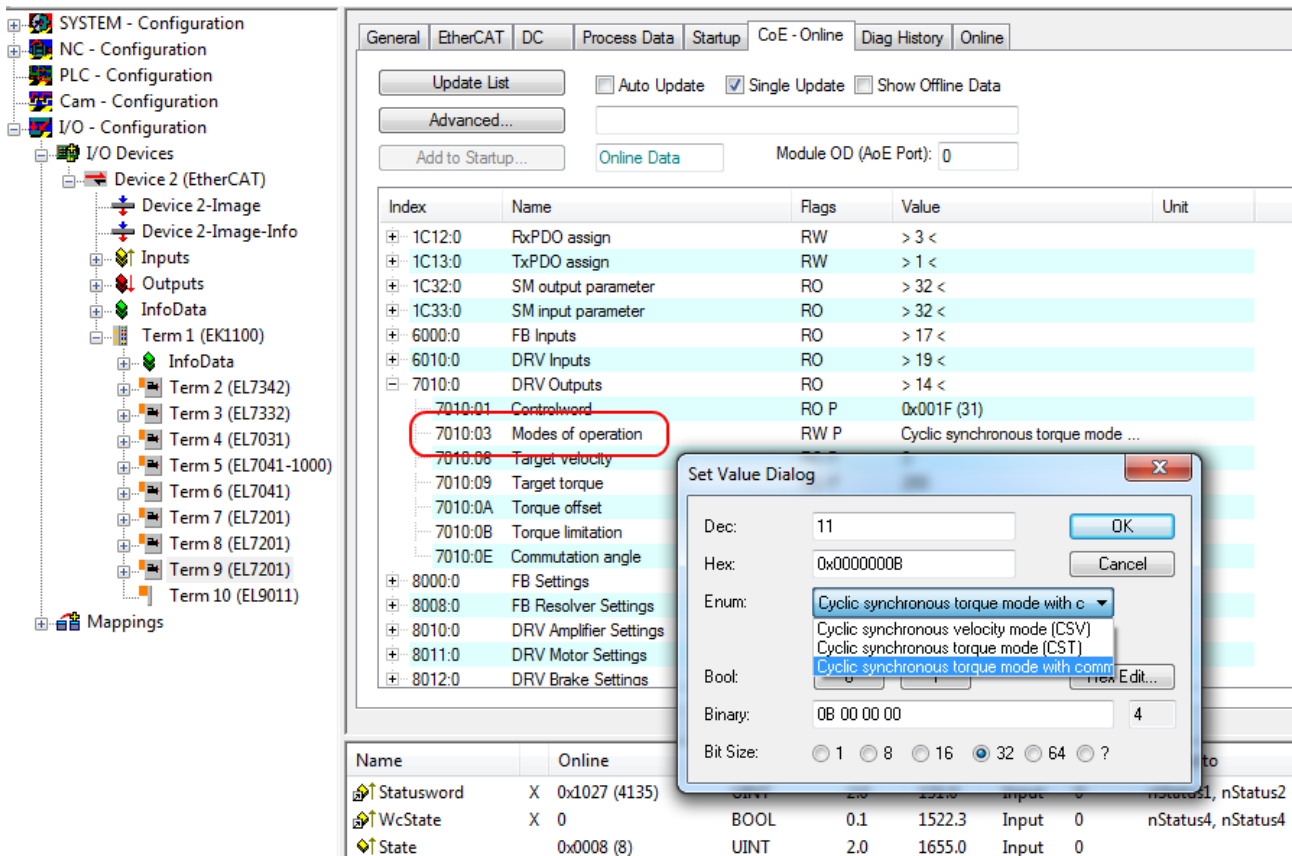 SYSTEM - Configuration
NC - Configuration
PLC - Configuration
Cam - Configuration
I/O - Configuration
I/O Devices
Device 2 (EtherCAT)
Device 2-Image
Device 2-Image-Info
Inputs
Outputs
InfoData
Term 1 (EK1100)
InfoData
Term 2 (EL7342)
Term 3 (EL7332)
Term 4 (EL7031)
Term 5 (EL7041-1000)
Term 6 (EL7041)
Term 7 (EL7201)
Term 8 (EL7201)
Term 9 (EL7201)
Term 10 (EL9011)
Mappings
General EtherCAT DC Process Data Startup CoE - Online Diag History Online
Update List Auto Update Single Update Show Offline Data
Advanced...
Add to Startup... Online Data Module OD (AoE Port): 0
Index Name Flags Value Unit
1C12:0 RxPDO assign RW > 3 <
1C13:0 TxPDO assign RW > 1 <
1C32:0 SM output parameter RO > 32 <
1C33:0 SM input parameter RO > 32 <
6000:0 FB Inputs RO > 17 <
6010:0 DRV Inputs RO > 19 <
7010:0 DRV Outputs RO > 14 <
7010:01 Controlword RO P 0x001F (31)
7010:03 Modes of operation RW P Cyclic synchronous torque mode ...
7010:06 Target velocity
7010:09 Target torque
7010:0A Torque offset
7010:0B Torque limitation
7010:0E Commutation angle
8000:0 FB Settings
8008:0 FB Resolver Settings
8010:0 DRV Amplifier Settings
8011:0 DRV Motor Settings
8012:0 DRV Brake Settings
Set Value Dialog
Dec: 11 OK
Hex: 0x0000000B Cancel
Enum: Cyclic synchronous torque mode with c
Cyclic synchronous velocity mode (CSV)
Cyclic synchronous torque mode (CST)
Cyclic synchronous torque mode with comm
Bool: 0 1 Hex Edit...
Binary: 0B 00 00 00 4
Bit Size: 1 8 16 32 64 ?
Name Online to
Statusword X 0x1027 (4135) UINT 2.0 151.0 Input 0 nStatus1, nStatus2
WcState X 0 BOOL 0.1 1522.3 Input 0 nStatus4, nStatus4
State 0x0008 (8) UINT 2.0 1655.0 Input 0